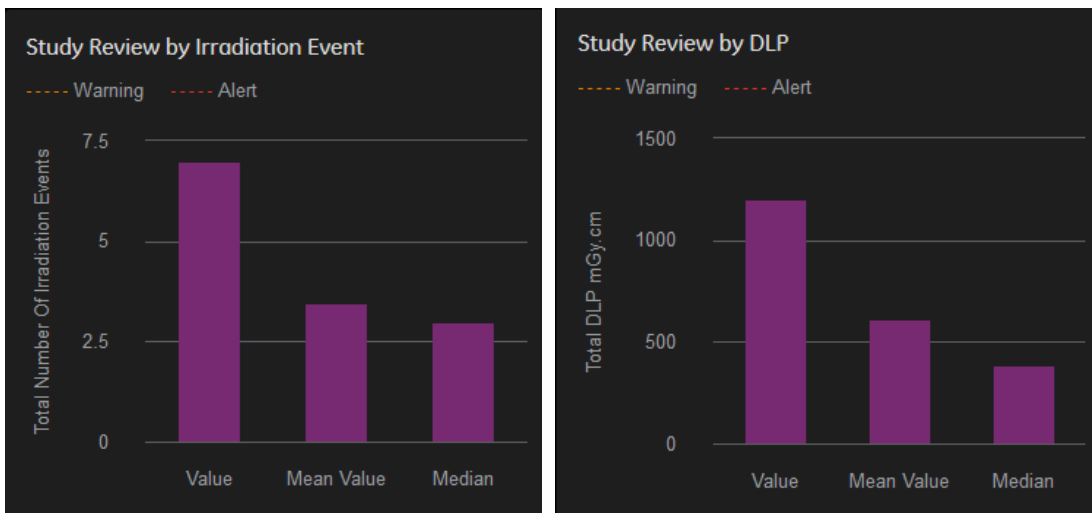 Study Review by Irradiation Event
----- Warning ----- Alert
Total Number Of Irradiation Events
7.5
5
2.5
0
Value Mean Value Median
Study Review by DLP
----- Warning ----- Alert
Total DLP mGy.cm
1500
1000
500
0
Value Mean Value Median